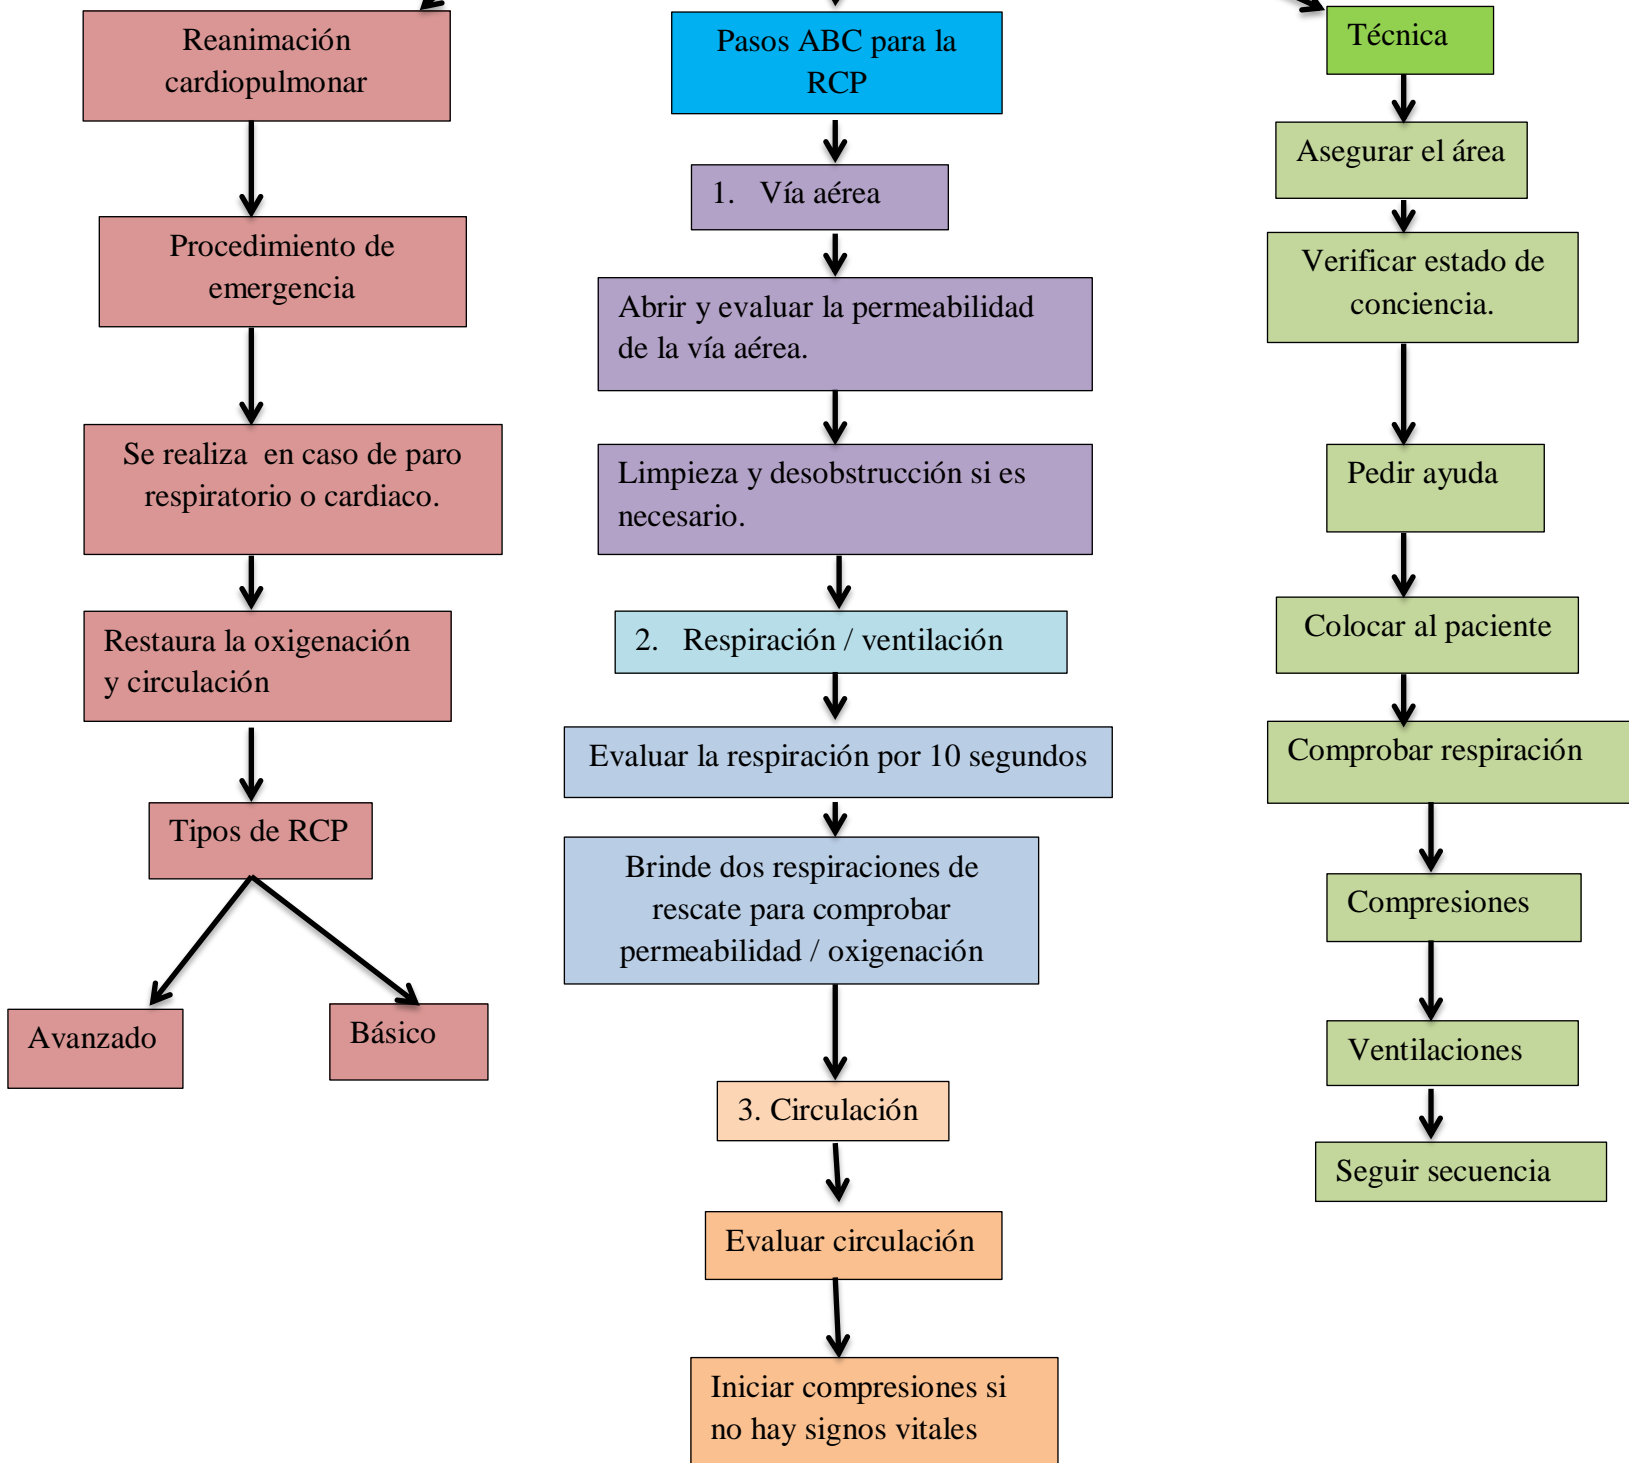 Reanimación
cardiopulmonar
Procedimiento de
emergencia
Se realiza en caso de paro
respiratorio o cardiaco.
Restaura la oxigenación
y circulación
Tipos de RCP
Avanzado
Básico
Pasos ABC para la
RCP
1. Vía aérea
Abrir y evaluar la permeabilidad
de la vía aérea.
Limpieza y desobstrucción si es
necesario.
2. Respiración / ventilación
Evaluar la respiración por 10 segundos
Brinde dos respiraciones de
rescate para comprobar
permeabilidad / oxigenación
3. Circulación
Evaluar circulación
Iniciar compresiones si
no hay signos vitales
Técnica
Asegurar el área
Verificar estado de
conciencia.
Pedir ayuda
Colocar al paciente
Comprobar respiración
Compresiones
Ventilaciones
Seguir secuencia